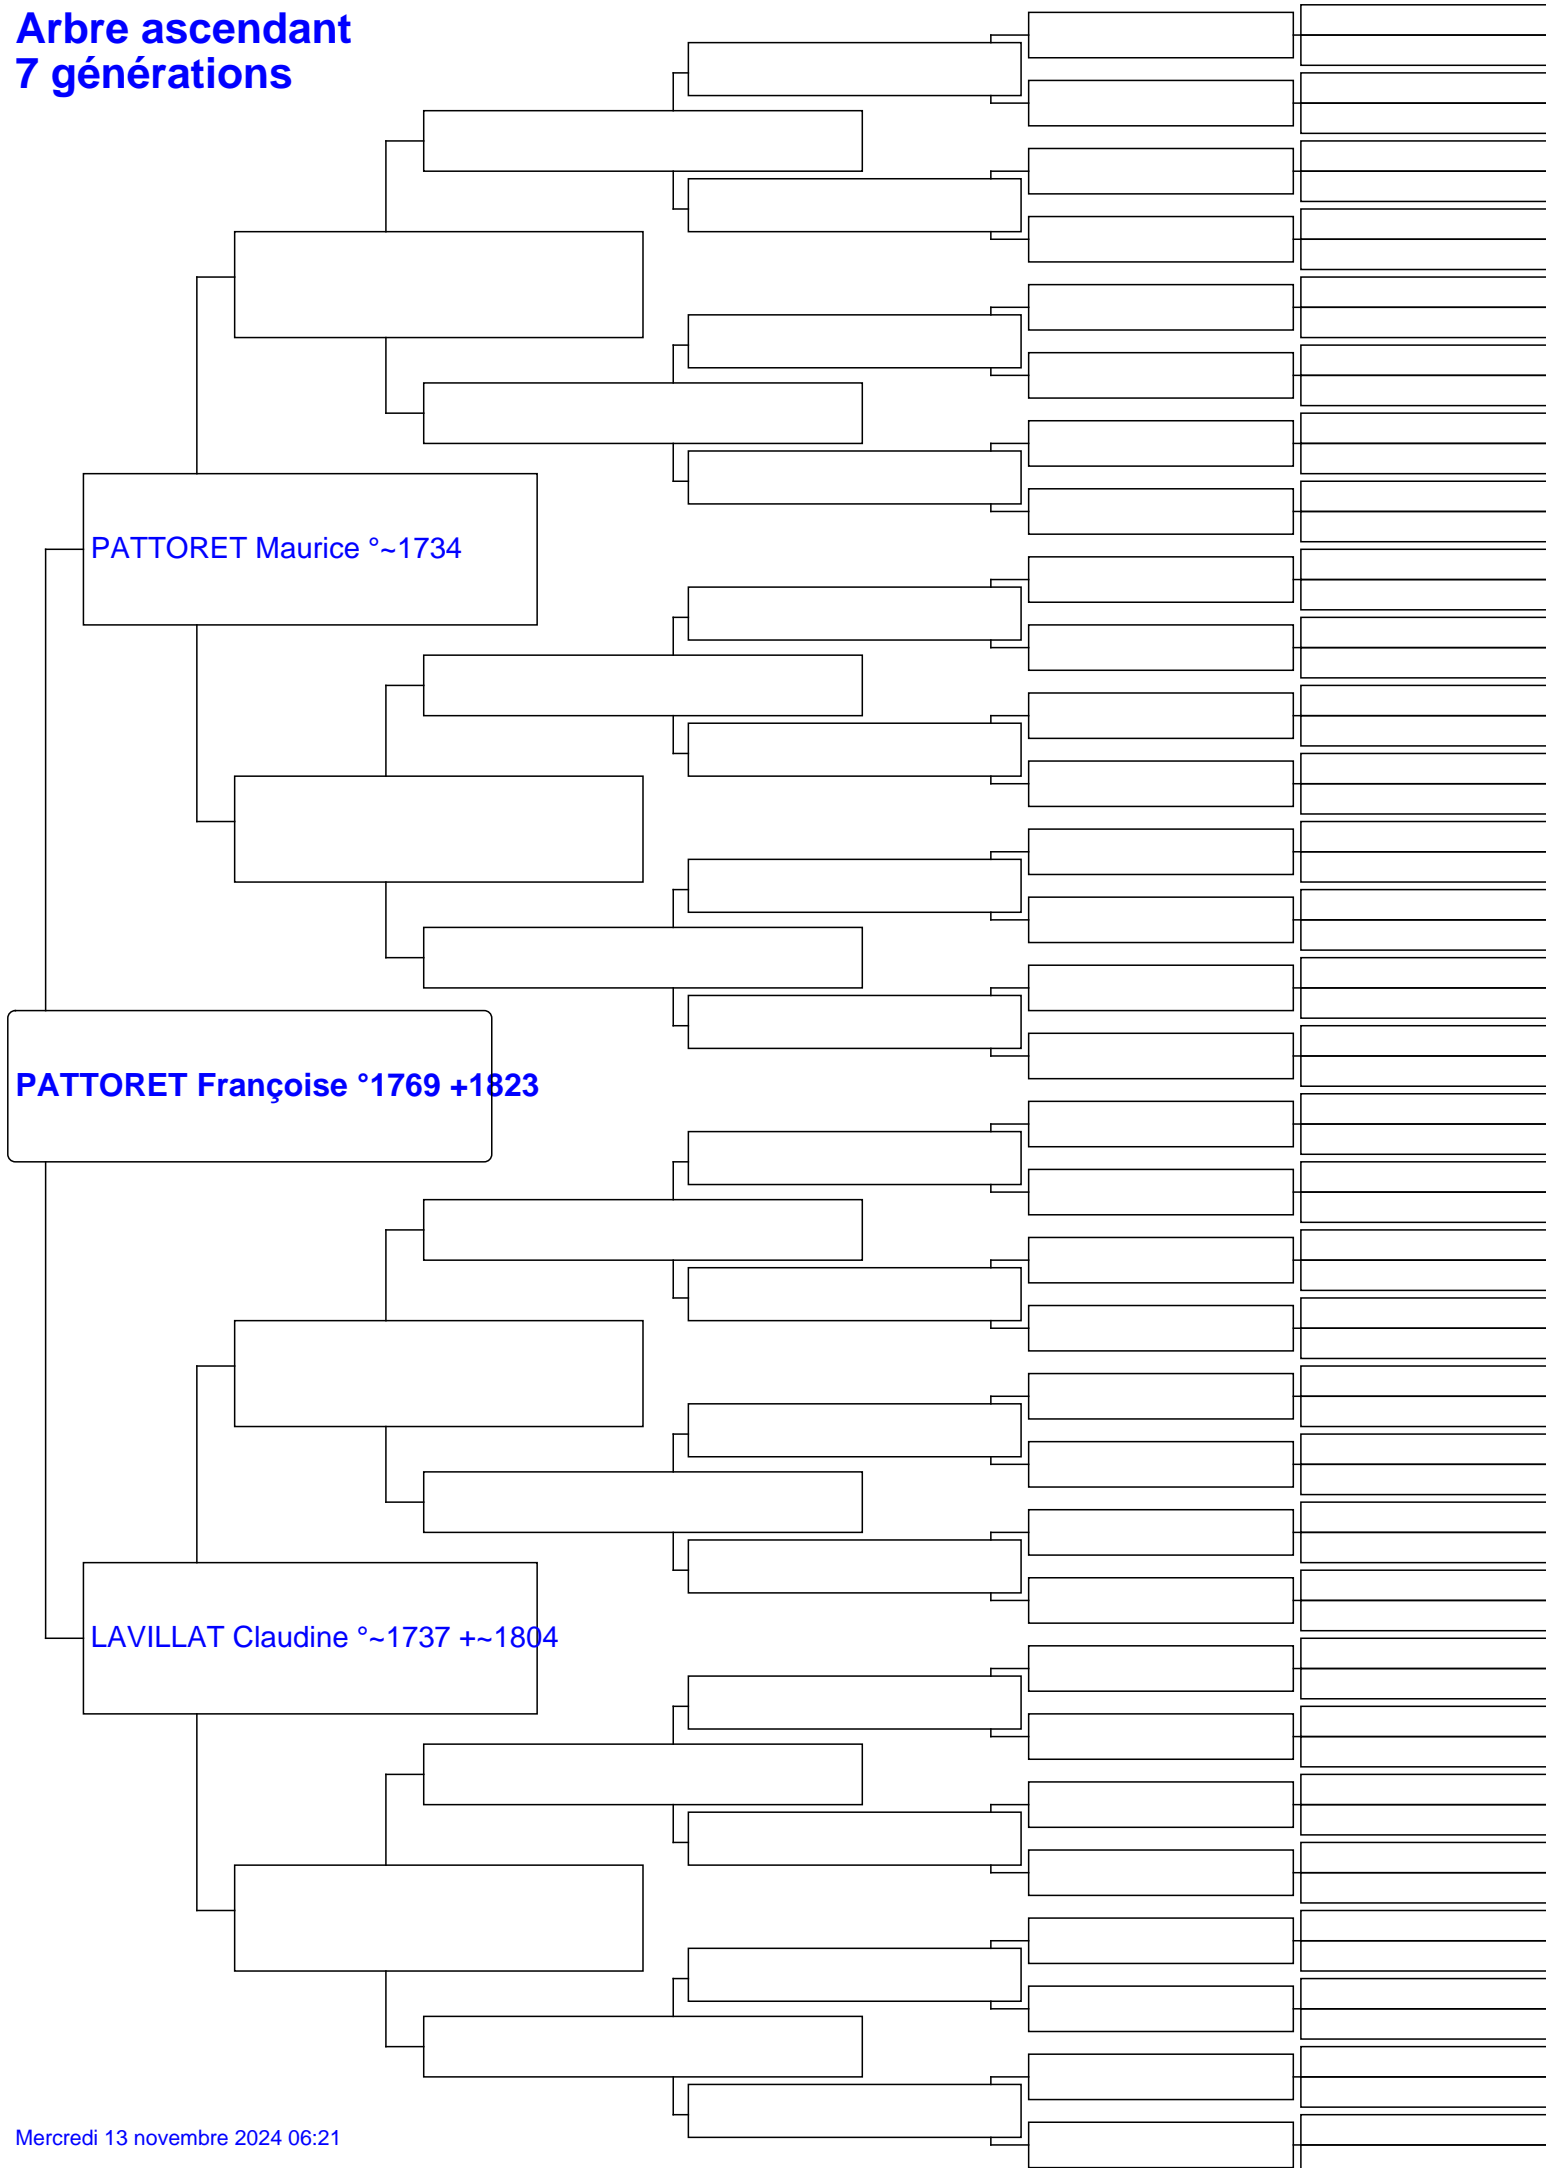 Arbre ascendant
7 générations
PATTORET Maurice °~1734
PATTORET Françoise °1769 +1823
LAVILLAT Claudine °~1737 +~1804
Mercredi 13 novembre 2024 06:21